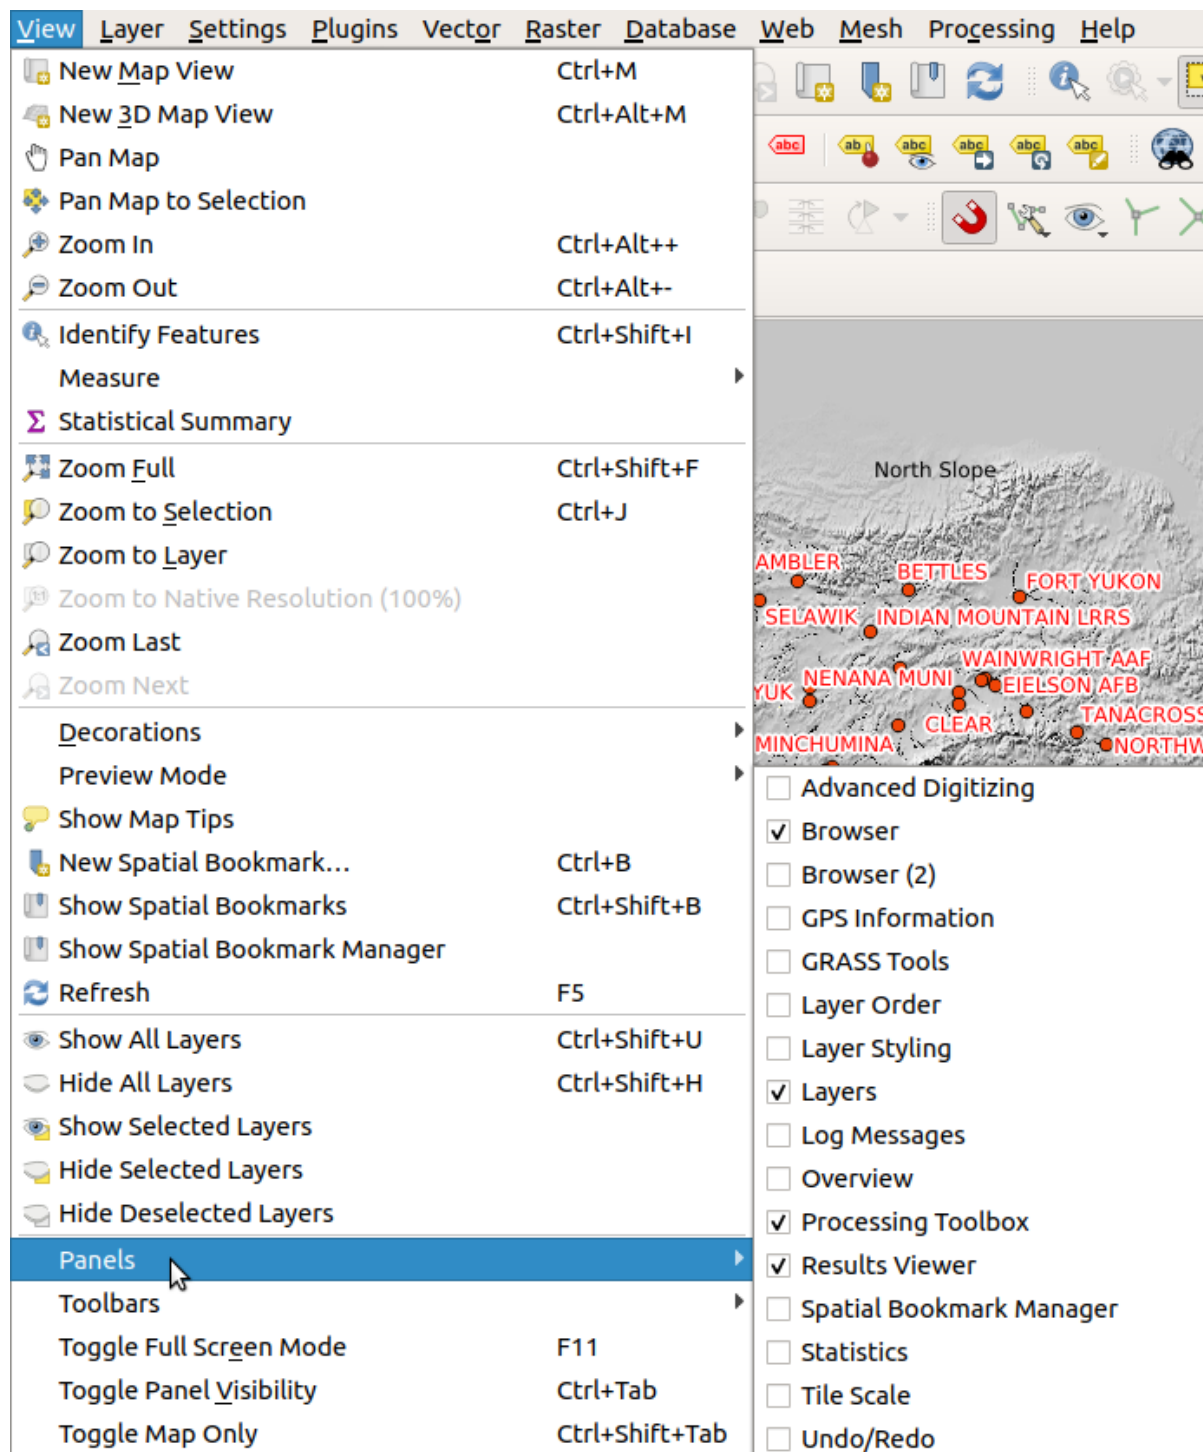 View Layer Settings Plugins Vector Raster Database Web Mesh Processing Help
New Map View Ctrl+M
New 3D Map View Ctrl+Alt+M
Pan Map
Pan Map to Selection
Zoom In Ctrl+Alt++
Zoom Out Ctrl+Alt+-
Identify Features Ctrl+Shift+I
Measure
Statistical Summary
Zoom Full Ctrl+Shift+F
Zoom to Selection Ctrl+J
Zoom to Layer
Zoom to Native Resolution (100%)
Zoom Last
Zoom Next
Decorations
Preview Mode
Show Map Tips
New Spatial Bookmark... Ctrl+B
Show Spatial Bookmarks Ctrl+Shift+B
Show Spatial Bookmark Manager
Refresh F5
Show All Layers Ctrl+Shift+U
Hide All Layers Ctrl+Shift+H
Show Selected Layers
Hide Selected Layers
Hide Deselected Layers
Panels
Toolbars
Toggle Full Screen Mode F11
Toggle Panel Visibility Ctrl+Tab
Toggle Map Only Ctrl+Shift+Tab
abc ab abc abc abc abc
North Slope
AMBLER
BETTLES
FORT YUKON
SELAWIK INDIAN MOUNTAIN LRRS
WAINWRIGHT AAF
YUK NENANA MUNI EIELSON AFB
CLEAR TANACROSS
MINCHUMINA NORTHW
Advanced Digitizing
Browser
Browser (2)
GPS Information
GRASS Tools
Layer Order
Layer Styling
Layers
Log Messages
Overview
Processing Toolbox
Results Viewer
Spatial Bookmark Manager
Statistics
Tile Scale
Undo/Redo